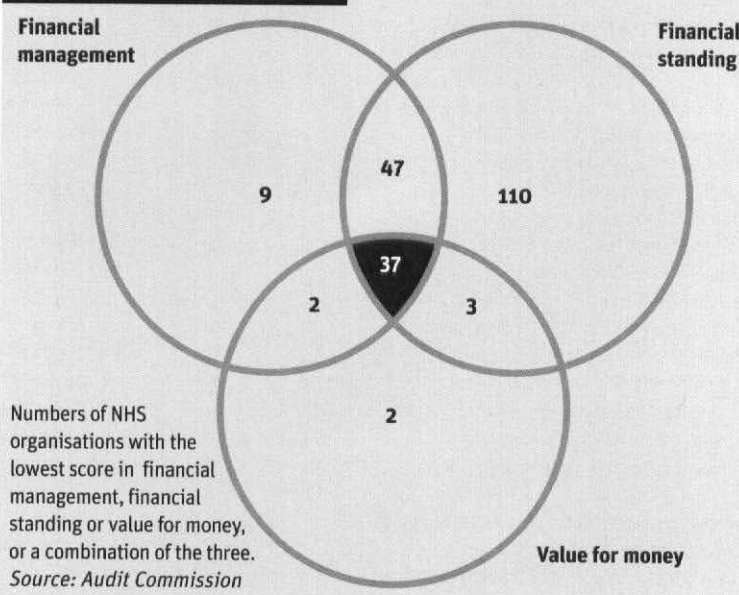 Financial
management
Financial
standing
47
9
110
37
2
3
2
Numbers of NHS
organisations with the
lowest score in financial
management, financial
standing or value for money,
or a combination of the three.
Source: Audit Commission
Value for money